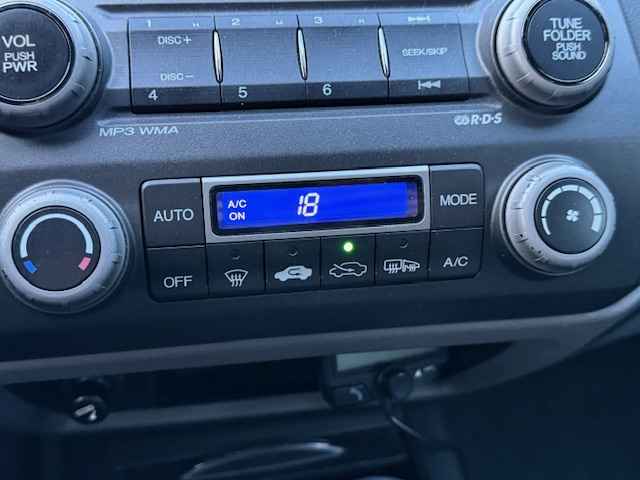 VOL
PUSH
PWR
1 2 3
DISC +
DISC –
4 5 6
SEEK/SKIP
TUNE
FOLDER
PUSH
SOUND
MP3 WMA
R·D·S
AUTO
A/C
ON
18
MODE
OFF
A/C